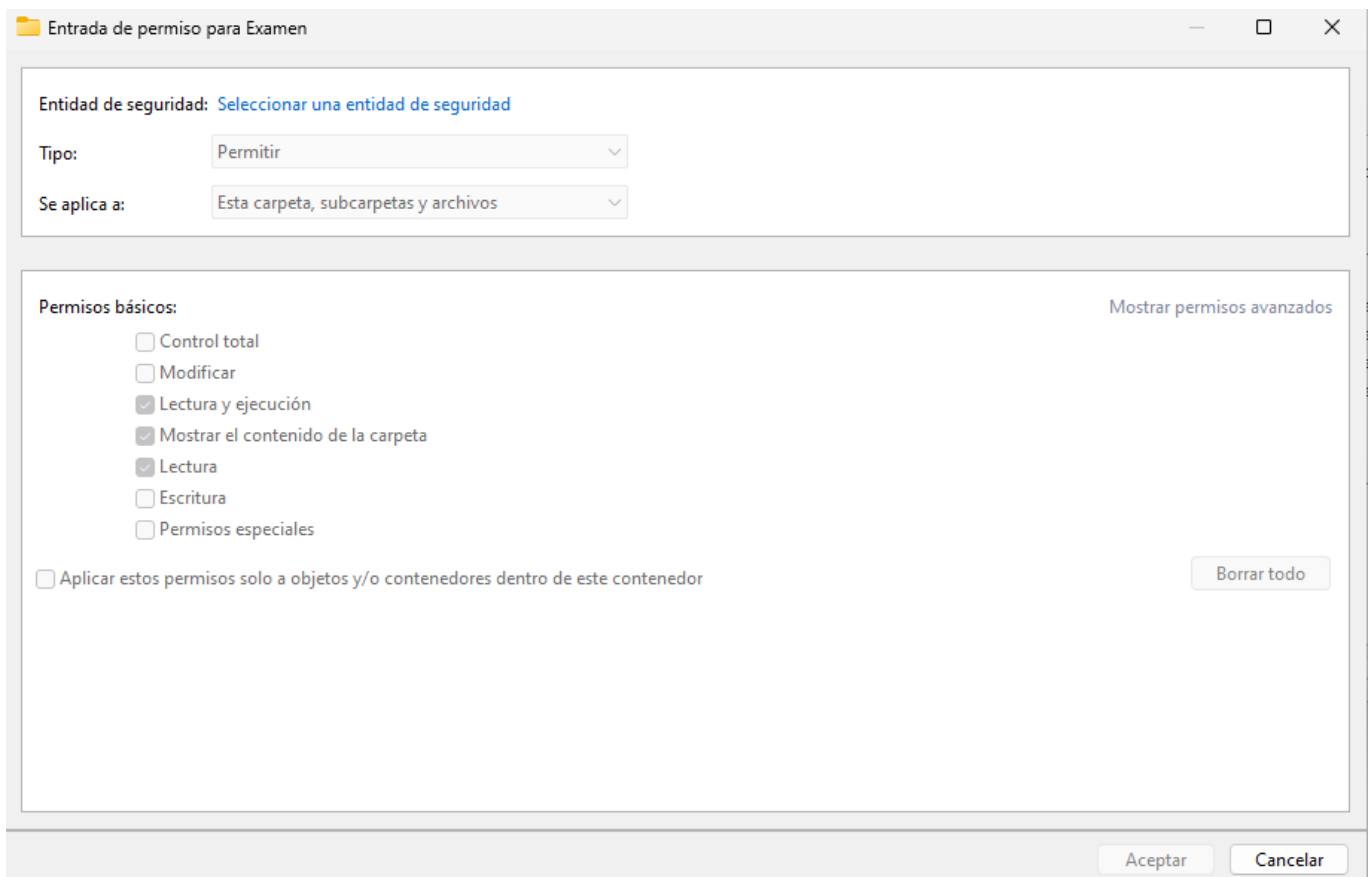 Entrada de permiso para Examen
Entidad de seguridad: Seleccionar una entidad de seguridad
Tipo: Permitir
Se aplica a: Esta carpeta, subcarpetas y archivos
Permisos básicos: Mostrar permisos avanzados
Control total
Modificar
Lectura y ejecución
Mostrar el contenido de la carpeta
Lectura
Escritura
Permisos especiales
Aplicar estos permisos solo a objetos y/o contenedores dentro de este contenedor Borrar todo
Aceptar Cancelar